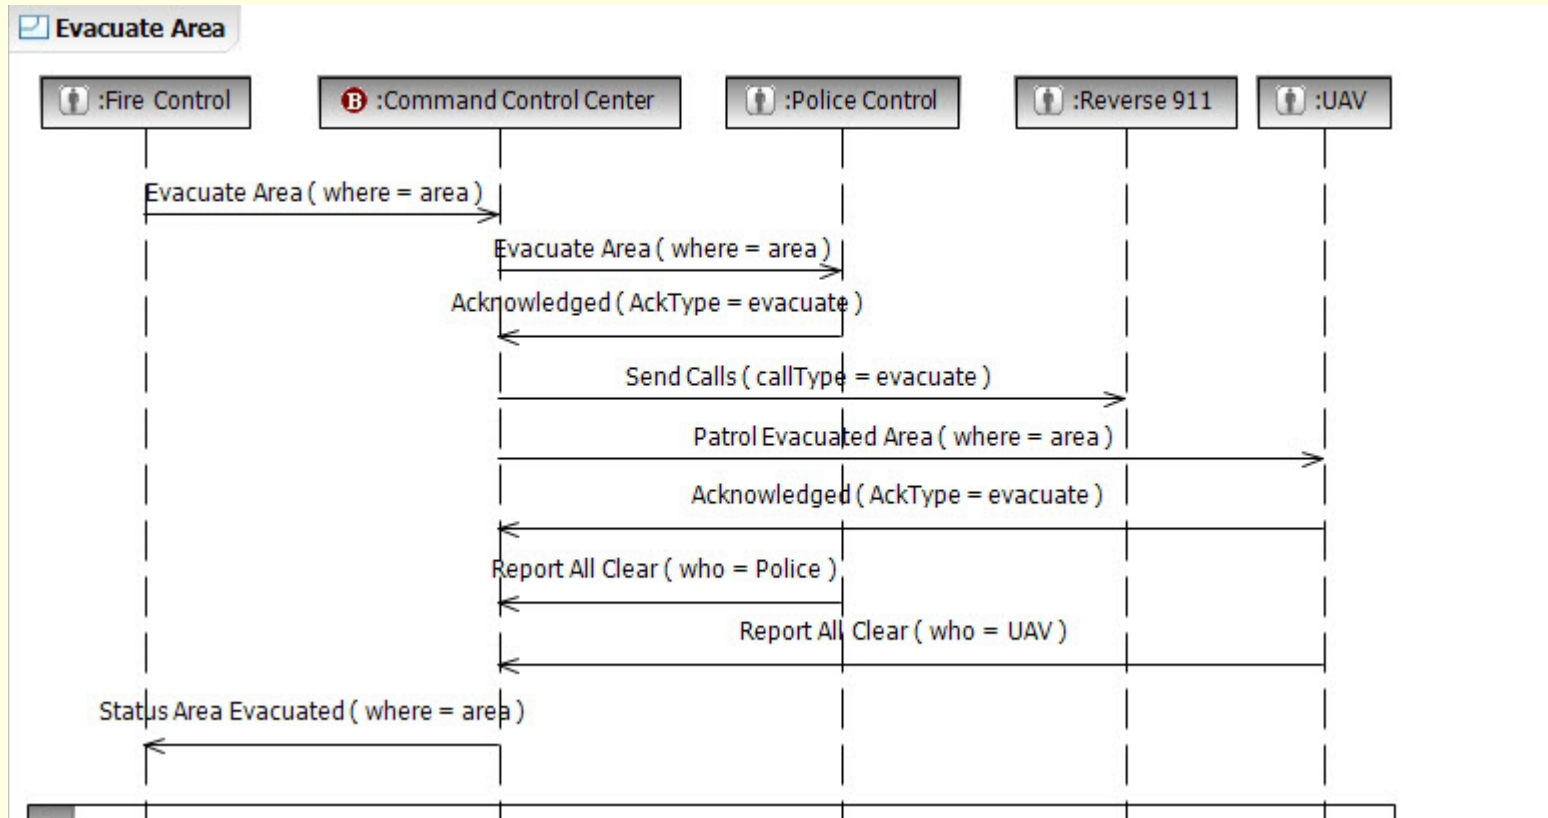 Evacuate Area
:Fire Control
B :Command Control Center
:Police Control
:Reverse 911
:UAV
Evacuate Area ( where = area )
Evacuate Area ( where = area )
Acknowledged ( AckType = evacuate )
Send Calls ( callType = evacuate )
Patrol Evacuated Area ( where = area )
Acknowledged ( AckType = evacuate )
Report All Clear ( who = Police )
Report All Clear ( who = UAV )
Status Area Evacuated ( where = area )